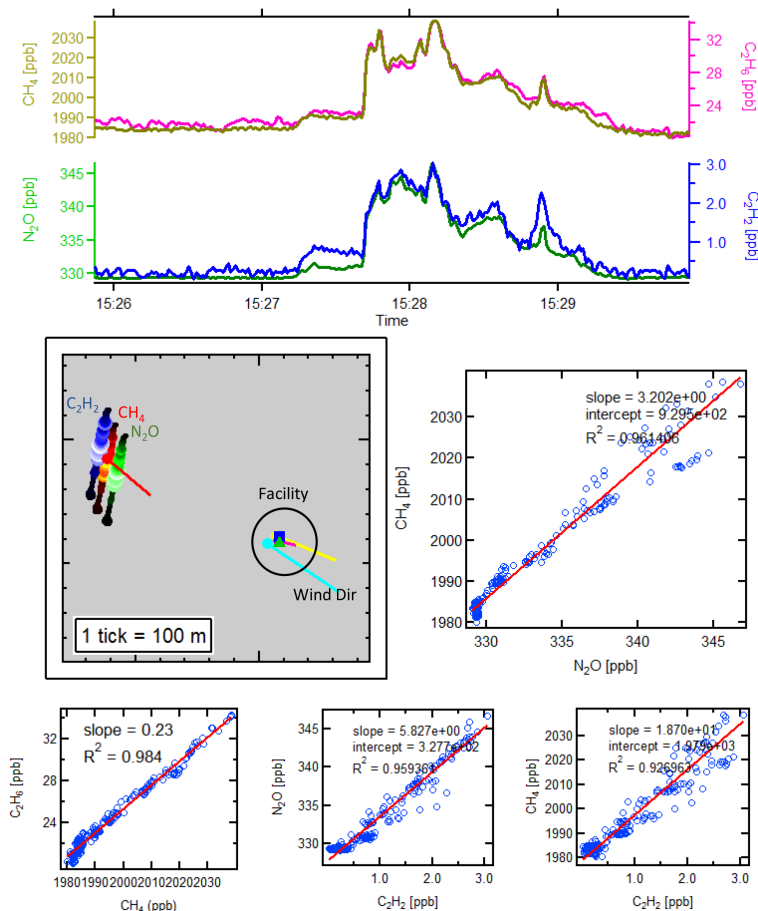 CH₄ [ppb]
2030
2020
2010
2000
1990
1980
32
28
24
C₂H₆ [ppb]
N₂O [ppb]
345
340
335
330
3.0
2.0
1.0
C₂H₂ [ppb]
15:26 15:27 15:28 15:29
Time
C₂H₂
CH₄
N₂O
Facility
Wind Dir
1 tick = 100 m
slope = 3.202e+00
intercept = 9.295e+02
R² = 0.961406
CH₄ [ppb]
2030
2020
2010
2000
1990
1980
330 335 340 345
N₂O [ppb]
slope = 0.23
R² = 0.984
C₂H₆ [ppb]
32
28
24
1980 1990 2000 2010 2020 2030
CH₄ (ppb)
slope = 5.827e+00
intercept = 3.277e+02
R² = 0.959361
N₂O [ppb]
345
340
335
330
1.0 2.0 3.0
C₂H₂ [ppb]
slope = 1.870e+01
intercept = 1.979e+03
R² = 0.926963
CH₄ [ppb]
2030
2020
2010
2000
1990
1980
1.0 2.0 3.0
C₂H₂ [ppb]